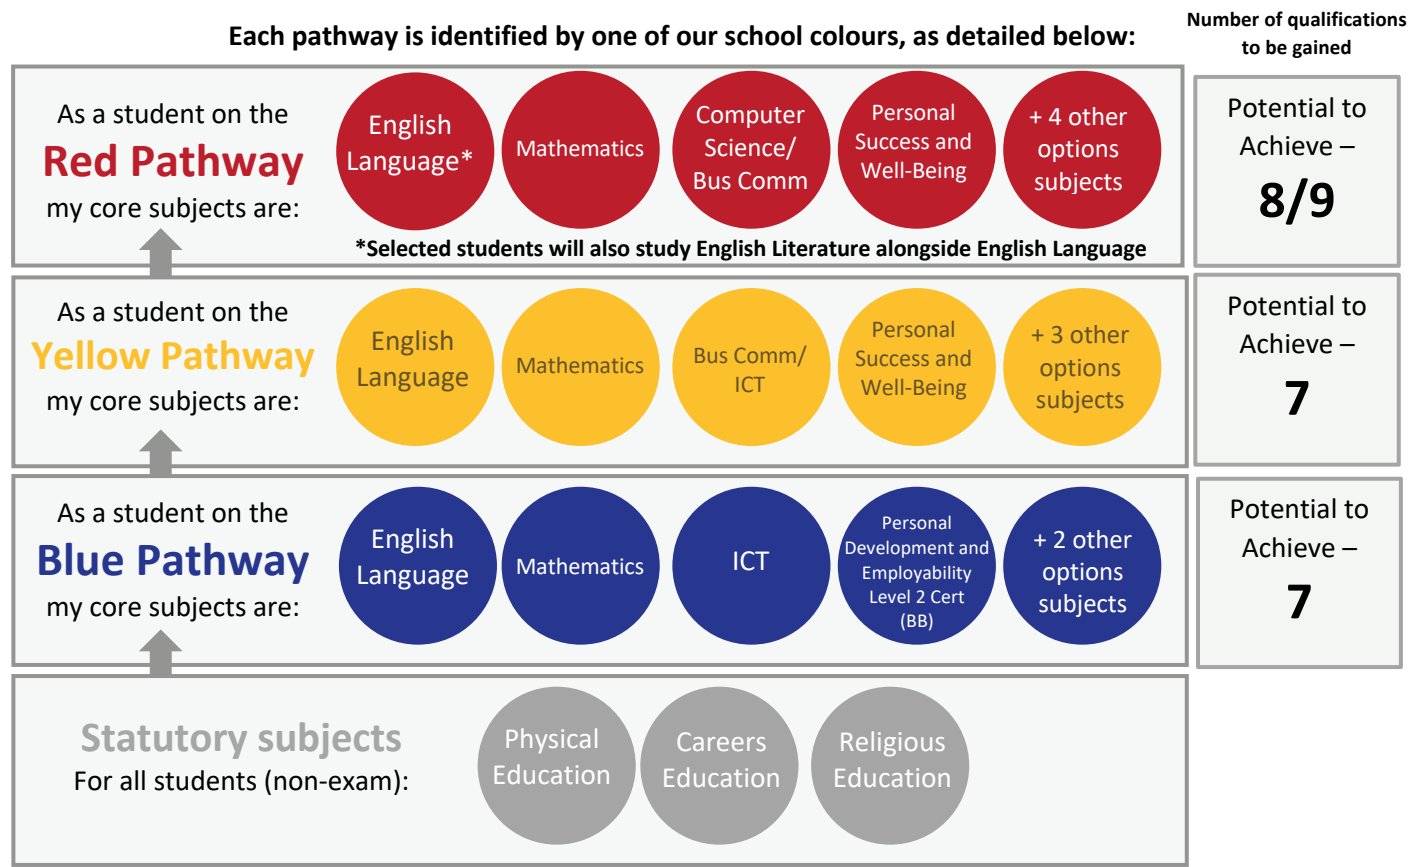 Each pathway is identified by one of our school colours, as detailed below:
Number of qualifications
to be gained
As a student on the
Red Pathway
my core subjects are:
English
Language*
Mathematics
Computer
Science/
Bus Comm
Personal
Success and
Well-Being
+ 4 other
options
subjects
*Selected students will also study English Literature alongside English Language
Potential to
Achieve –
8/9
As a student on the
Yellow Pathway
my core subjects are:
English
Language
Mathematics
Bus Comm/
ICT
Personal
Success and
Well-Being
+ 3 other
options
subjects
Potential to
Achieve –
7
As a student on the
Blue Pathway
my core subjects are:
English
Language
Mathematics
ICT
Personal
Development and
Employability
Level 2 Cert
(BB)
+ 2 other
options
subjects
Potential to
Achieve –
7
Statutory subjects
For all students (non-exam):
Physical
Education
Careers
Education
Religious
Education